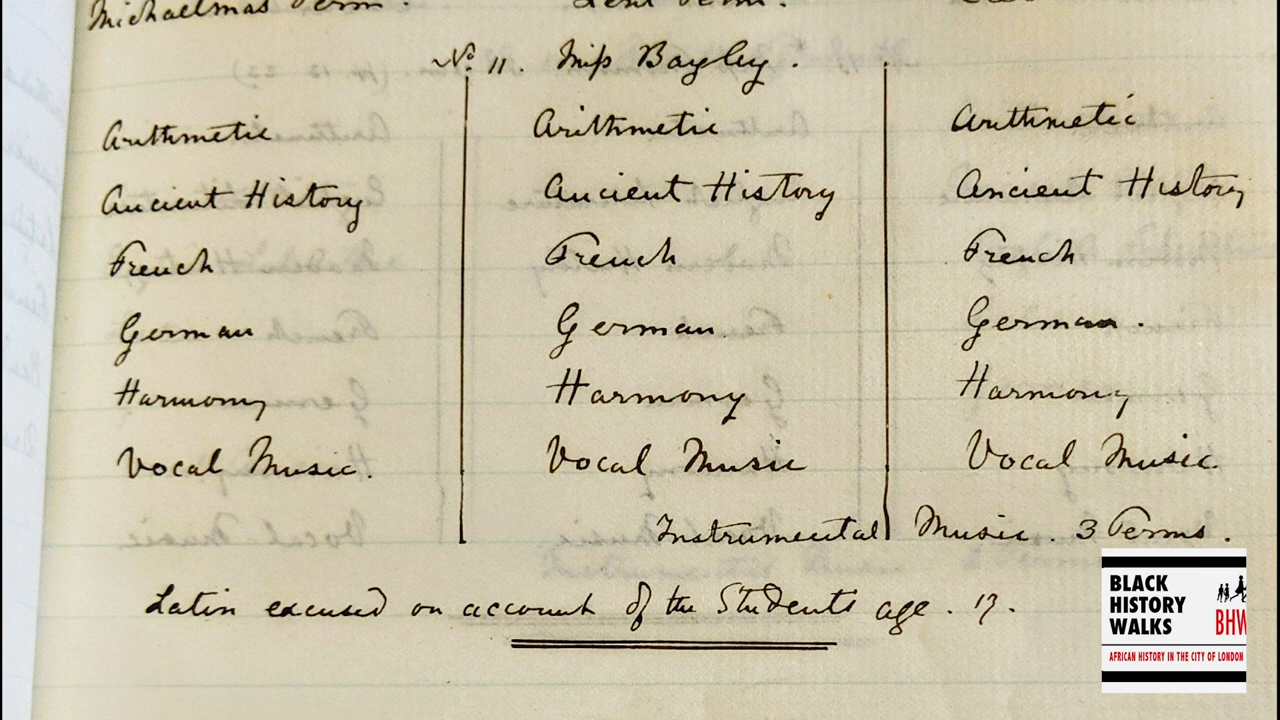 Michaelmas Term. Lent Term.
No. 11. Miss Bayley.
Arithmetic Arithmetic Arithmetic
Ancient History Ancient History Ancient History
French French French
German German German.
Harmony Harmony Harmony
Vocal Music. Vocal Music Vocal Music.
Instrumental Music. 3 Terms.
Latin excused on account of the Students age. 17.
BLACK
HISTORY
WALKS
BHW
AFRICAN HISTORY IN THE CITY OF LONDON